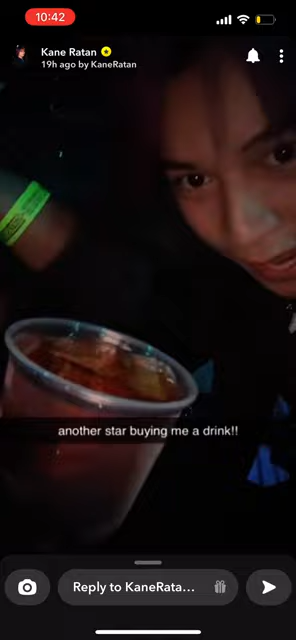 10:42
Kane Ratan
19h ago by KaneRatan
another star buying me a drink!!
Reply to KaneRata...